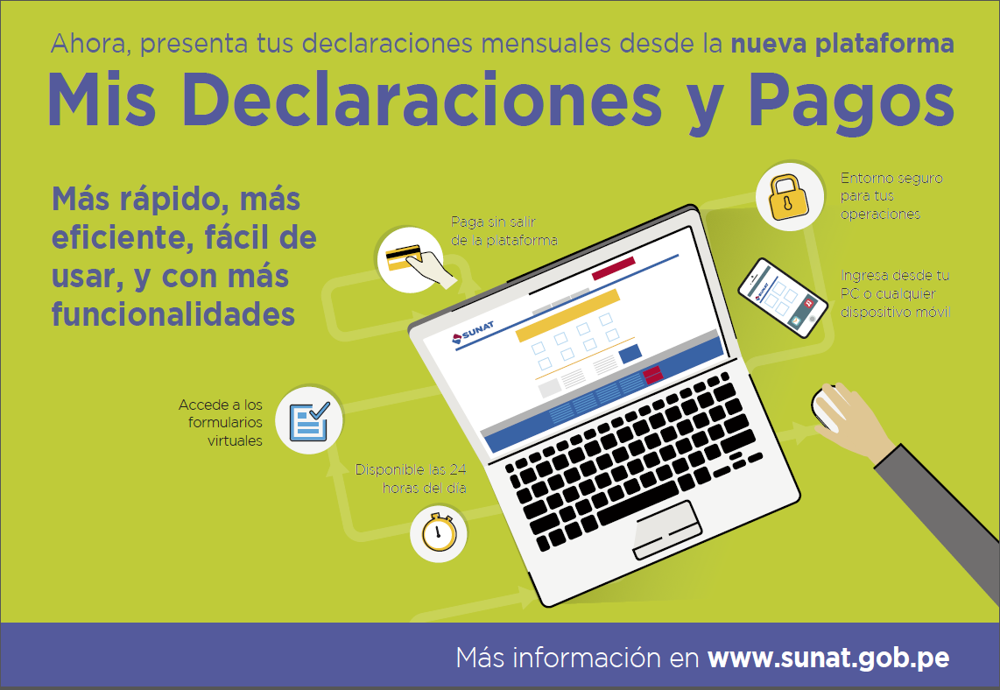 Ahora, presenta tus declaraciones mensuales desde la nueva plataforma
Mis Declaraciones y Pagos
Más rápido, más
eficiente, fácil de
usar, y con más
funcionalidades
Paga sin salir
de la plataforma
Entorno seguro
para tus
operaciones
Ingresa desde tu
PC o cualquier
dispositivo móvil
SUNAT
SUNAT
Accede a los
formularios
virtuales
Disponible las 24
horas del día
Más información en www.sunat.gob.pe